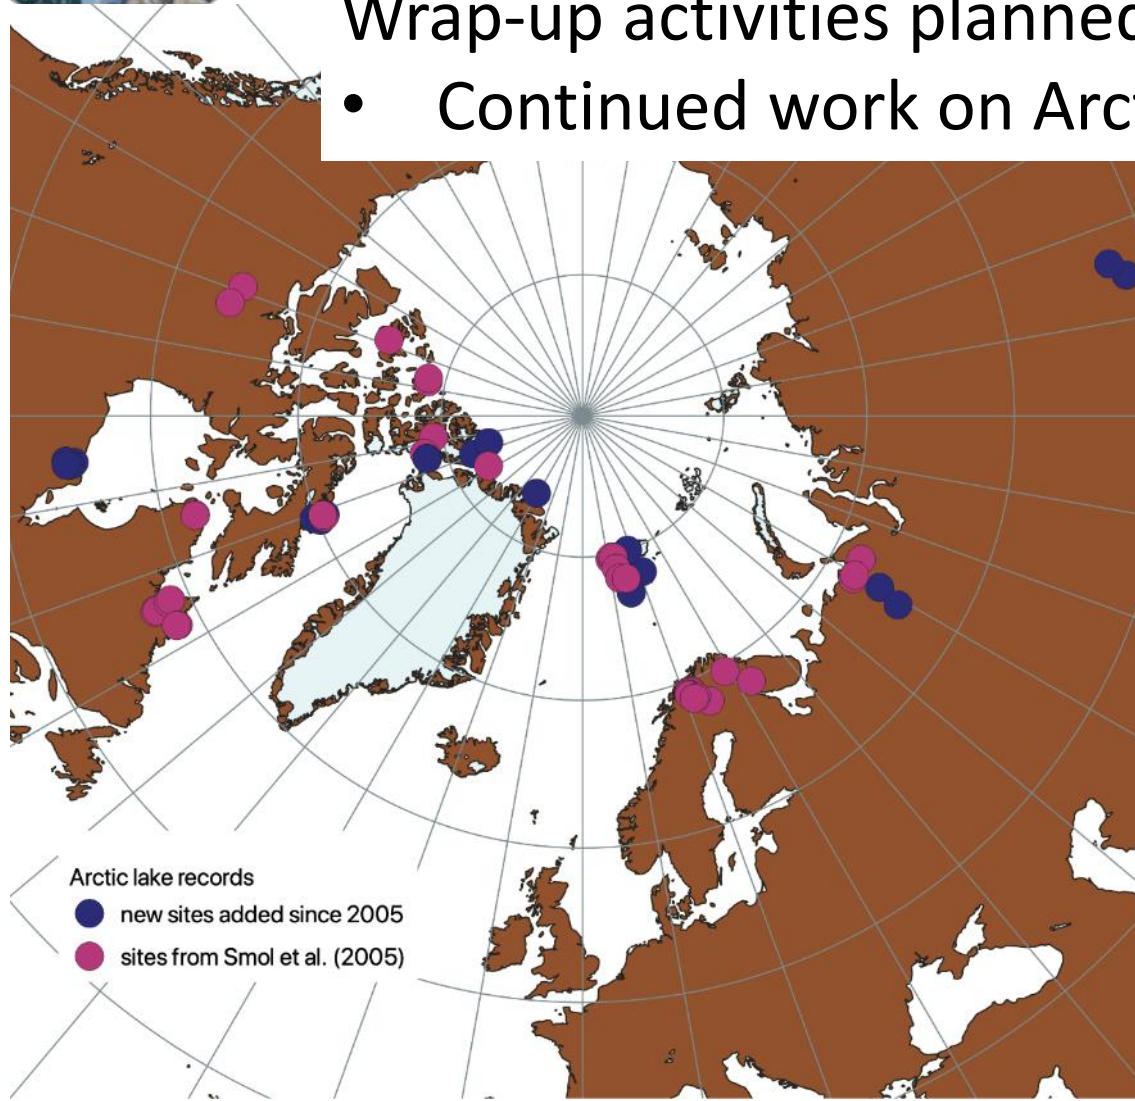 Wrap-up activities planned
• Continued work on Arc
Arctic lake records
new sites added since 2005
sites from Smol et al. (2005)